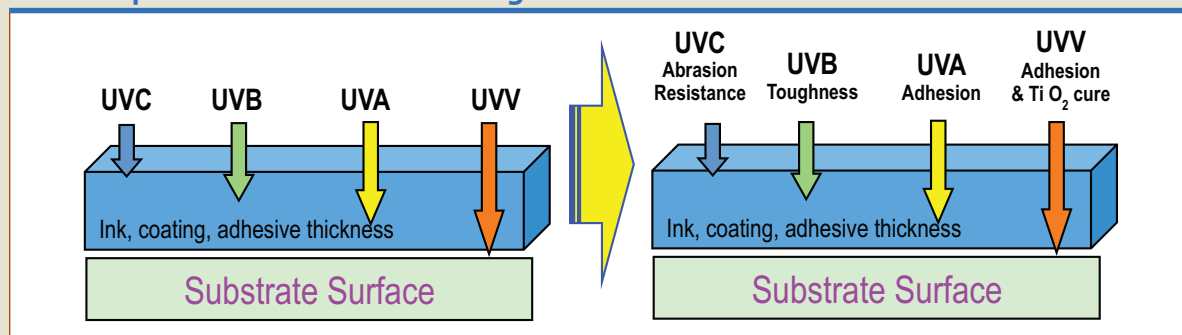 UVC UVB UVA UVV
Ink, coating, adhesive thickness
Substrate Surface
UVC
Abrasion
Resistance
UVB
Toughness
UVA
Adhesion
UVV
Adhesion
& Ti O₂ cure
Ink, coating, adhesive thickness
Substrate Surface